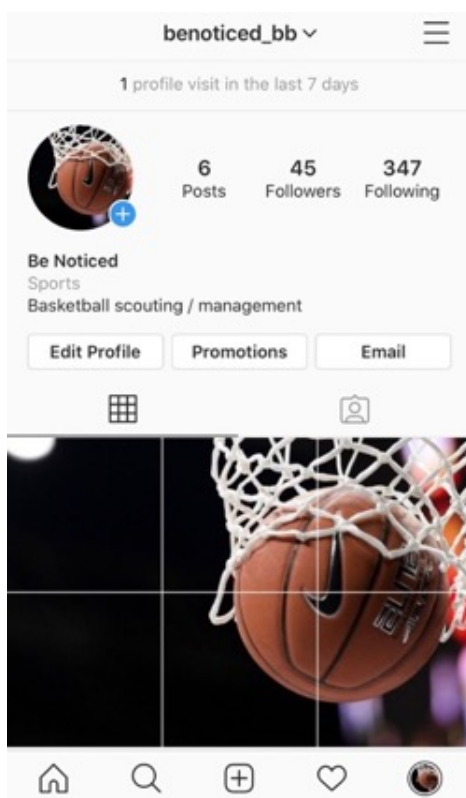 benoticed_bb
1 profile visit in the last 7 days
6 45 347
Posts Followers Following
Be Noticed
Sports
Basketball scouting / management
Edit Profile Promotions Email
ELITE